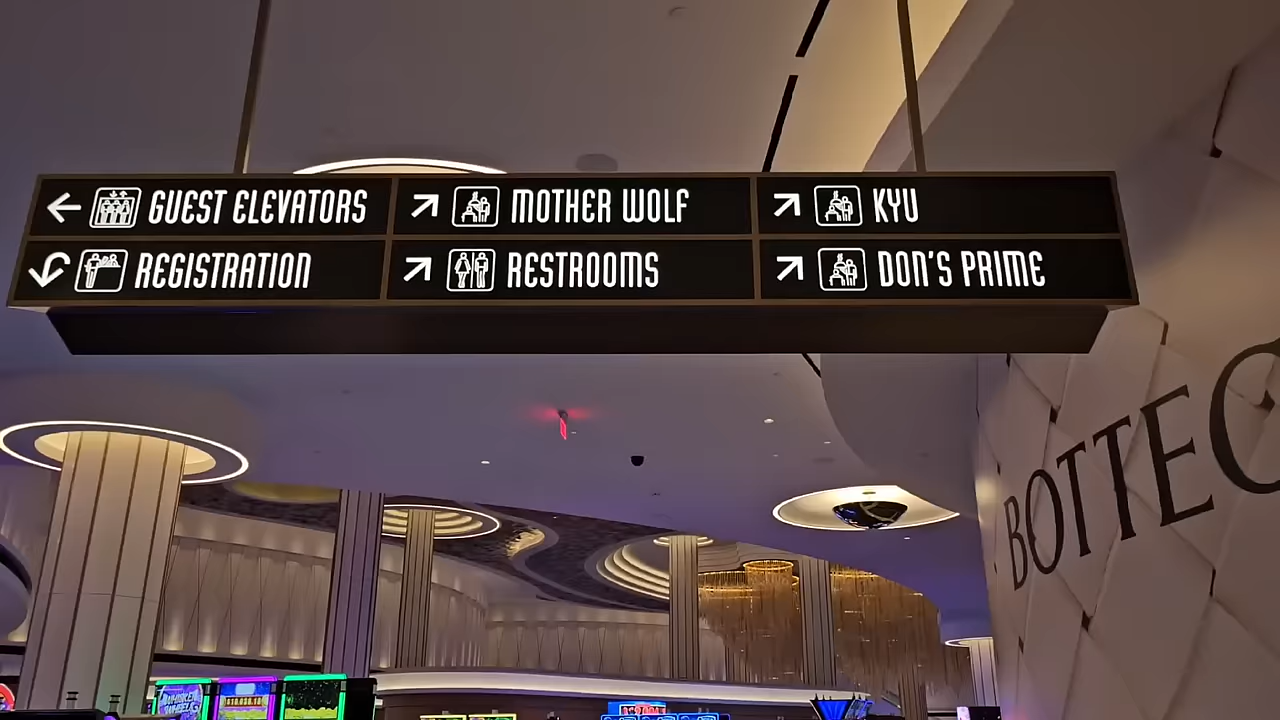 GUEST ELEVATORS
MOTHER WOLF
KYU
REGISTRATION
RESTROOMS
DON'S PRIME
BOTTEG